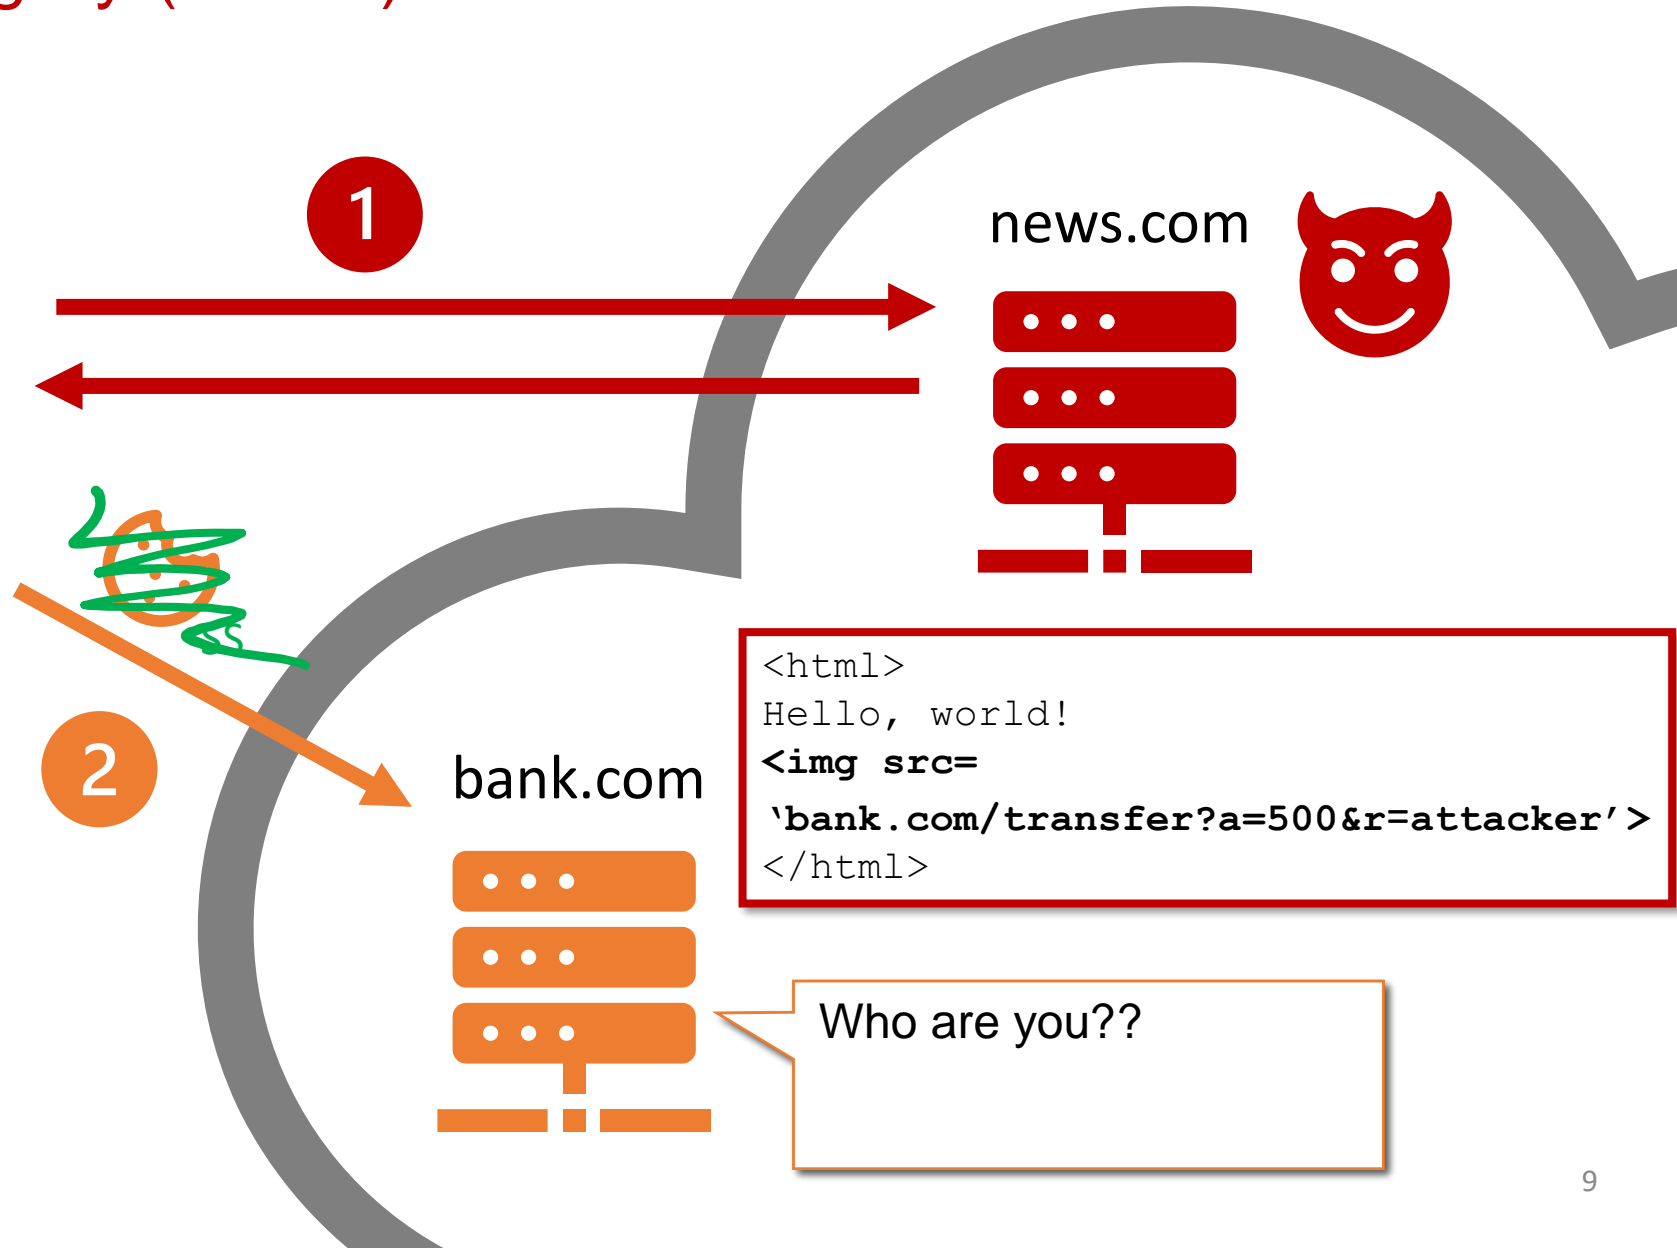 1
news.com
<html>
Hello, world!
<img src=
‘bank.com/transfer?a=500&r=attacker’>
</html>
2
bank.com
Who are you??
9